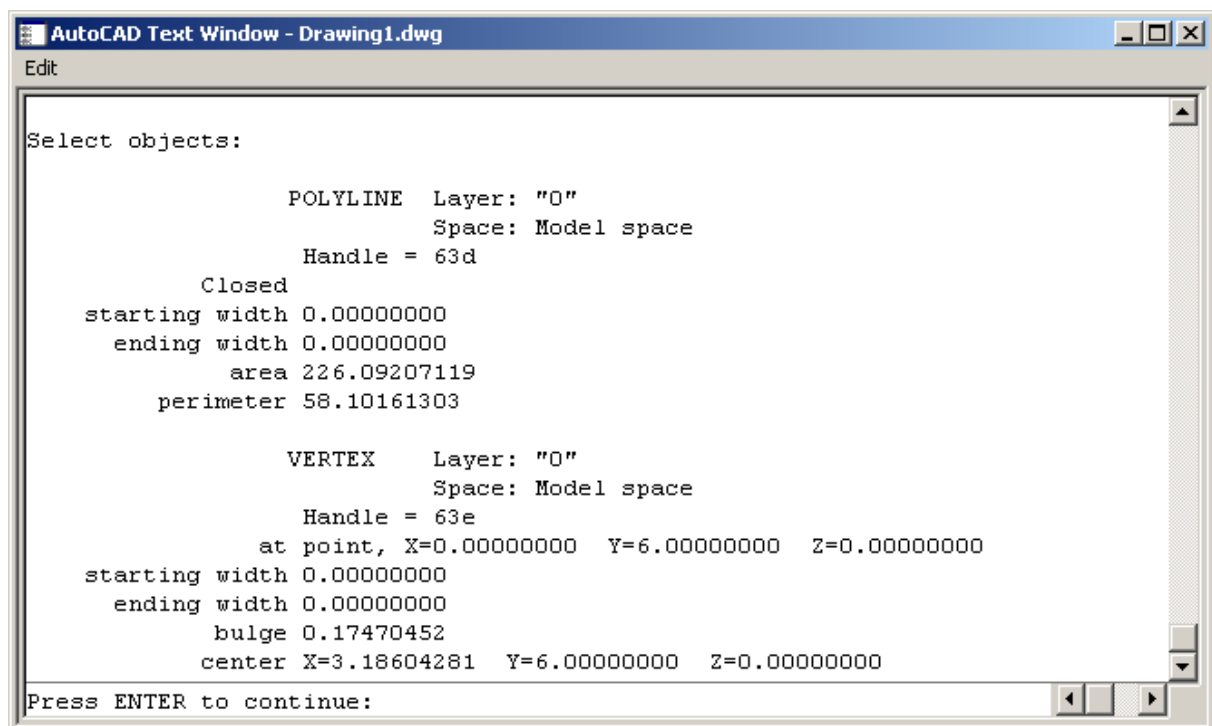 AutoCAD Text Window - Drawing1.dwg
Edit
Select objects:
POLYLINE Layer: "0"
Space: Model space
Handle = 63d
Closed
starting width 0.00000000
ending width 0.00000000
area 226.09207119
perimeter 58.10161303
VERTEX Layer: "0"
Space: Model space
Handle = 63e
at point, X=0.00000000 Y=6.00000000 Z=0.00000000
starting width 0.00000000
ending width 0.00000000
bulge 0.17470452
center X=3.18604281 Y=6.00000000 Z=0.00000000
Press ENTER to continue: